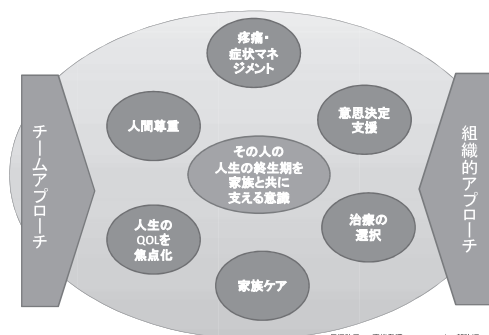 疼痛・
症状マネ
ジメント
人間尊重
意思決定
支援
その人の
人生の終生期を
家族と共に
支える意識
チームアプローチ
組織的アプローチ
人生の
QOLを
焦点化
治療の
選択
家族ケア